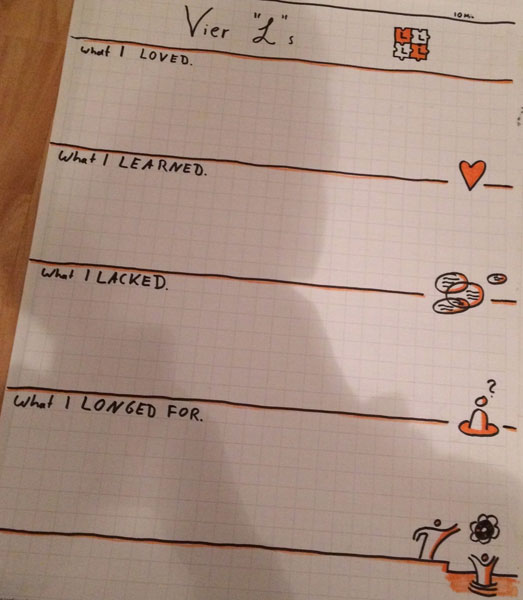 10 Min.
Vier "L"s
L L
L L
What I LOVED.
What I LEARNED.
What I LACKED.
What I LONGED FOR.
?